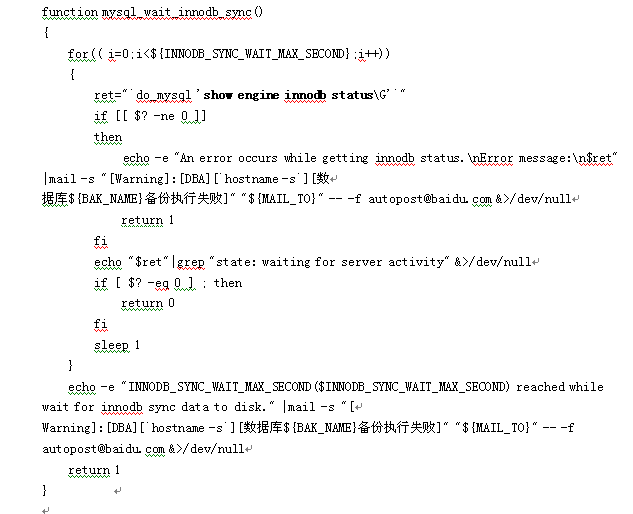 function mysql_wait_innodb_sync()
{
for(( i=0;i<${INNODB_SYNC_WAIT_MAX_SECOND};i++))
{
ret="`do_mysql 'show engine innodb status\G'`"
if [[ $? -ne 0 ]]
then
echo -e "An error occurs while getting innodb status.\nError message:\n$ret"
|mail -s "[Warning]:[DBA][`hostname -s`][数↵
据库${BAK_NAME}备份执行失败]" "${MAIL_TO}" -- -f autopost@baidu.com &>/dev/null↵
return 1
fi
echo "$ret"|grep "state: waiting for server activity" &>/dev/null↵
if [ $? -eq 0 ] ; then
return 0
fi
sleep 1
}
echo -e "INNODB_SYNC_WAIT_MAX_SECOND($INNODB_SYNC_WAIT_MAX_SECOND) reached while
wait for innodb sync data to disk." |mail -s "[↵
Warning]:[DBA][`hostname -s`][数据库${BAK_NAME}备份执行失败]" "${MAIL_TO}" -- -f
autopost@baidu.com &>/dev/null↵
return 1
} ↵
↵